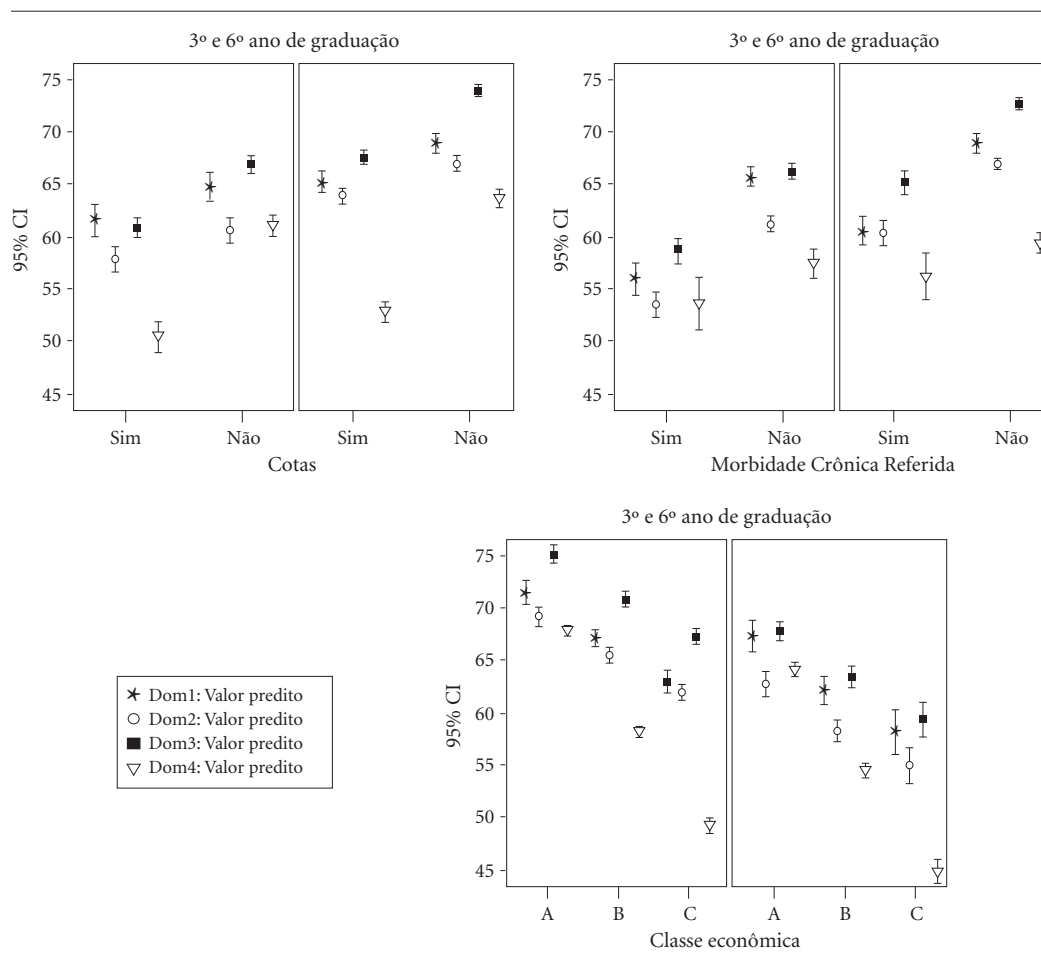 3º e 6º ano de graduação
95% CI
75
70
65
60
55
50
45
Sim
Não
Sim
Não
Cotas
3º e 6º ano de graduação
95% CI
75
70
65
60
55
50
45
Sim
Não
Sim
Não
Morbidade Crônica Referida
Dom1: Valor predito
Dom2: Valor predito
Dom3: Valor predito
Dom4: Valor predito
3º e 6º ano de graduação
95% CI
75
70
65
60
55
50
45
A
B
C
A
B
C
Classe econômica